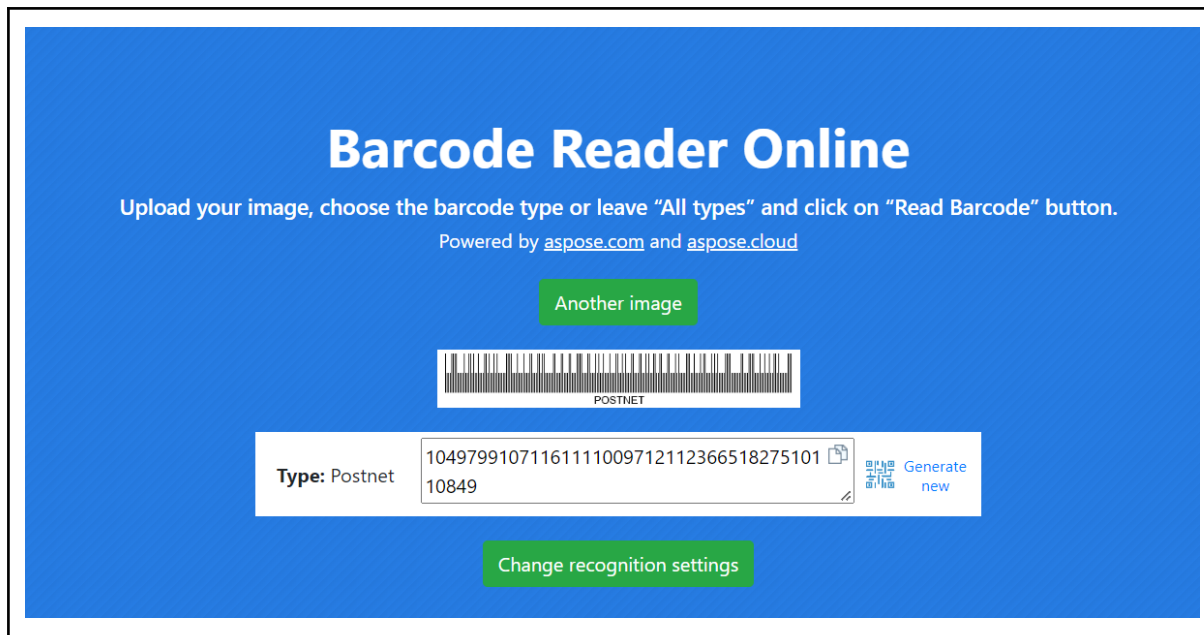 Barcode Reader Online
Upload your image, choose the barcode type or leave “All types” and click on “Read Barcode” button.
Powered by aspose.com and aspose.cloud
Another image
POSTNET
Type: Postnet
1049799107116111100971211236651827510​1
10849
Generate
new
Change recognition settings